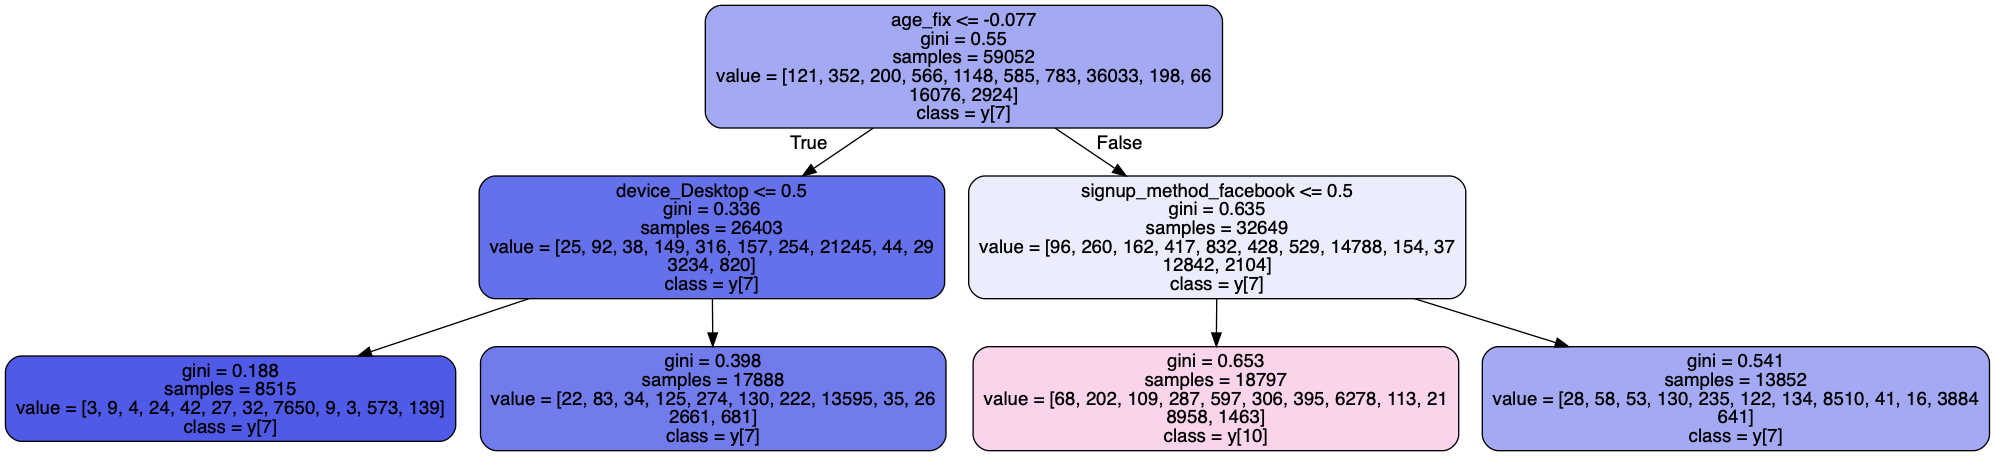 age_fix <= -0.077
gini = 0.55
samples = 59052
value = [121, 352, 200, 566, 1148, 585, 783, 36033, 198, 66
16076, 2924]
class = y[7]
True
False
device_Desktop <= 0.5
gini = 0.336
samples = 26403
value = [25, 92, 38, 149, 316, 157, 254, 21245, 44, 29
3234, 820]
class = y[7]
signup_method_facebook <= 0.5
gini = 0.635
samples = 32649
value = [96, 260, 162, 417, 832, 428, 529, 14788, 154, 37
12842, 2104]
class = y[7]
gini = 0.188
samples = 8515
value = [3, 9, 4, 24, 42, 27, 32, 7650, 9, 3, 573, 139]
class = y[7]
gini = 0.398
samples = 17888
value = [22, 83, 34, 125, 274, 130, 222, 13595, 35, 26
2661, 681]
class = y[7]
gini = 0.653
samples = 18797
value = [68, 202, 109, 287, 597, 306, 395, 6278, 113, 21
8958, 1463]
class = y[10]
gini = 0.541
samples = 13852
value = [28, 58, 53, 130, 235, 122, 134, 8510, 41, 16, 3884
641]
class = y[7]